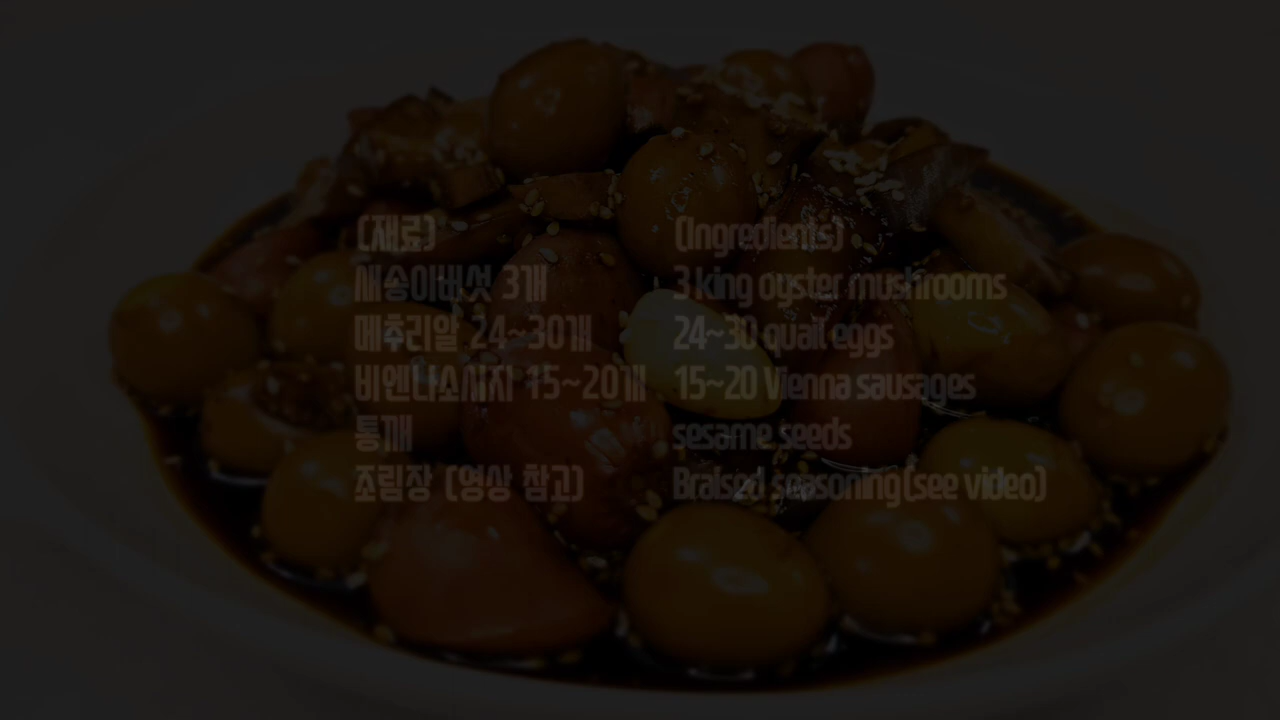 (재료)
매송이버섯 3개
메추리알 24~30개
비엔나소세지 15~20개
통깨
조림장 (영상 참고)
(Ingredients)
3 king oyster mushrooms
24~30 quail eggs
15~20 Vienna sausages
sesame seeds
Braised seasoning(see video)